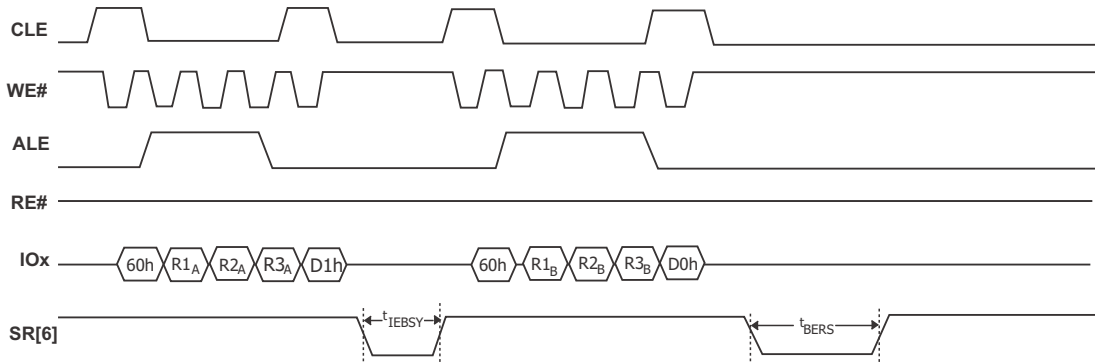 CLE
WE#
ALE
RE#
IOx 60h R1A R2A R3A D1h 60h R1B R2B R3B D0h
SR[6] tIEBSY tBERS